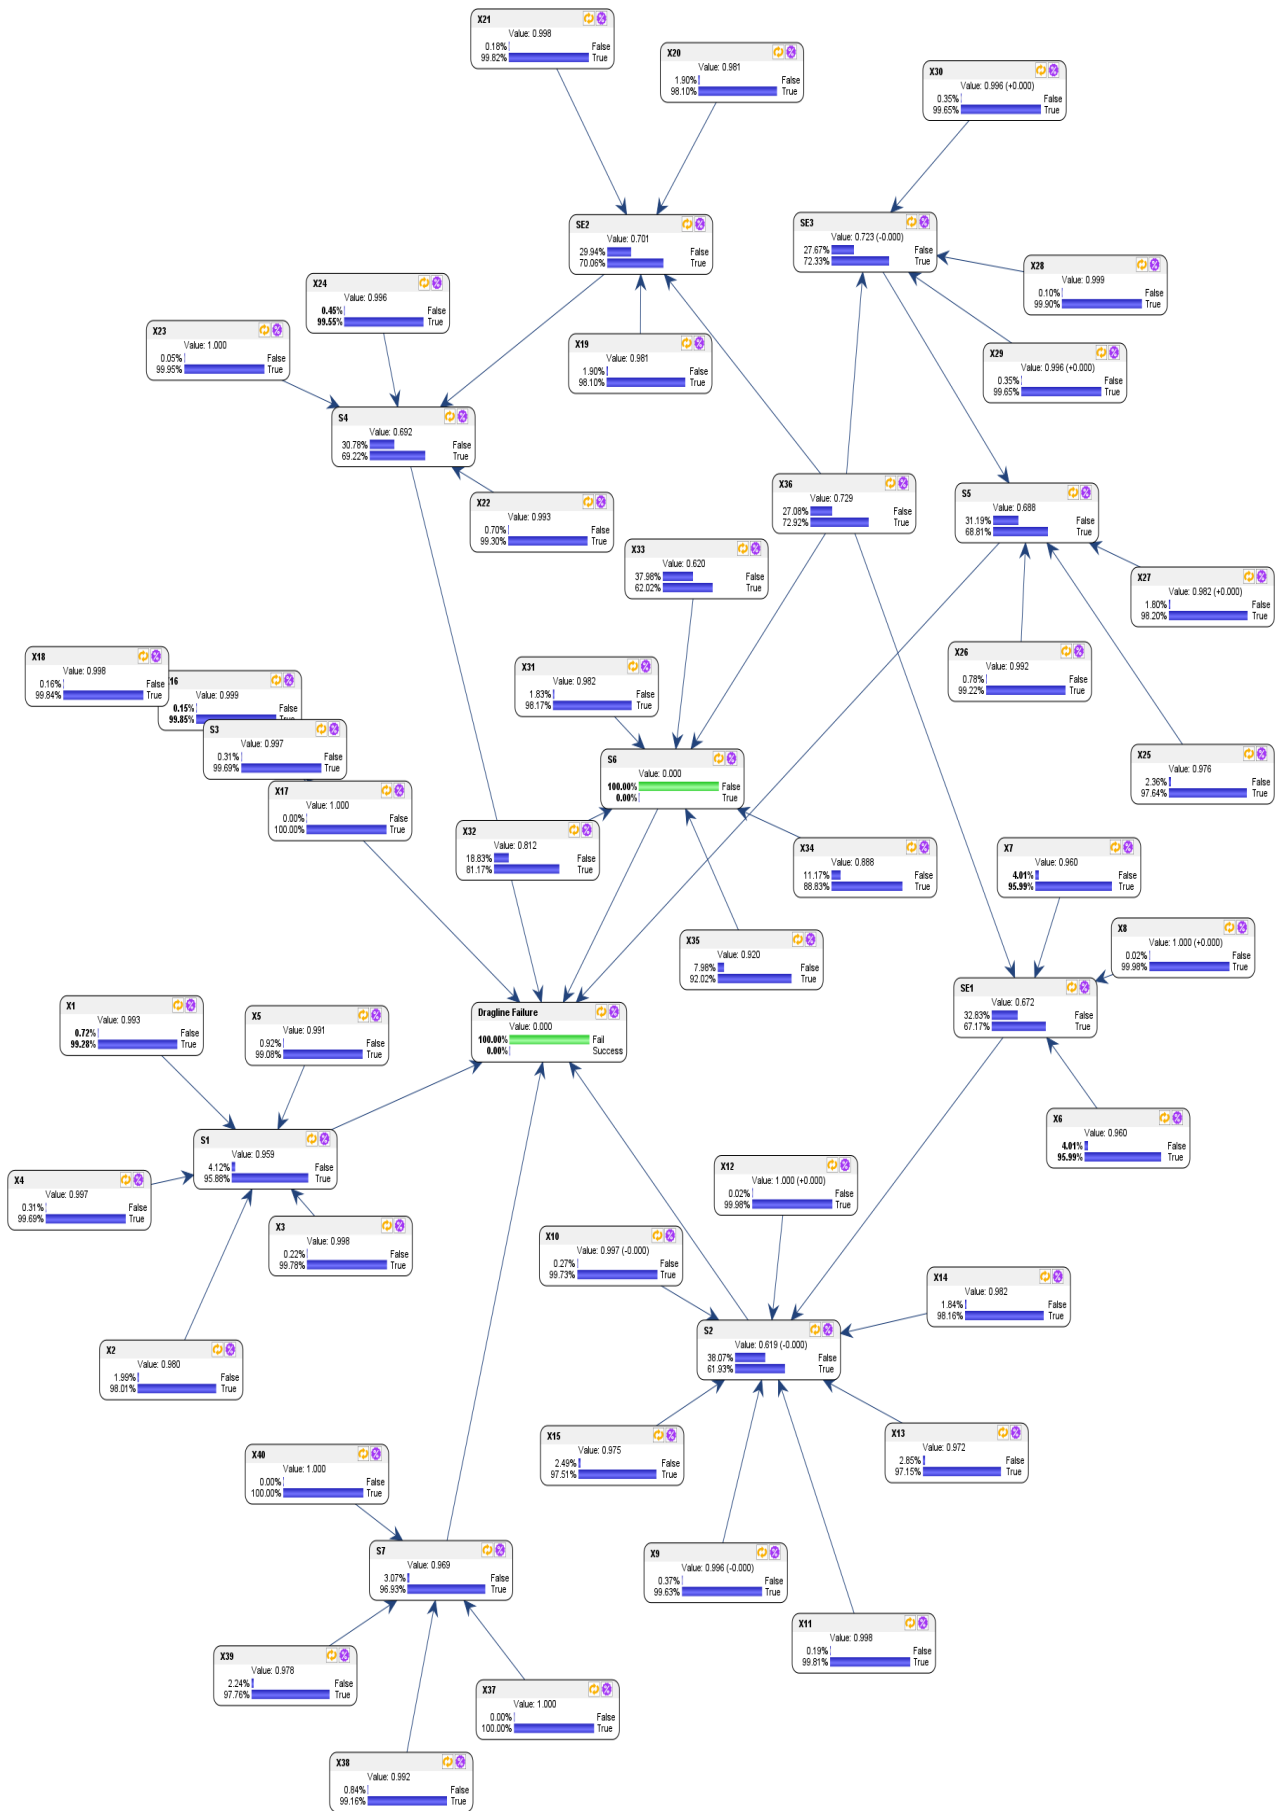 X21
Value: 0.998
0.18% False
99.82% True
X20
Value: 0.981
1.90% False
98.10% True
X30
Value: 0.996 (+0.000)
0.35% False
99.65% True
SE2
Value: 0.701
29.94% False
70.06% True
SE3
Value: 0.723 (-0.000)
27.67% False
72.33% True
X28
Value: 0.999
0.10% False
99.90% True
X24
Value: 0.996
0.45% False
99.55% True
X23
Value: 1.000
0.05% False
99.95% True
X19
Value: 0.981
1.90% False
98.10% True
X29
Value: 0.996 (+0.000)
0.35% False
99.65% True
S4
Value: 0.692
30.78% False
69.22% True
X36
Value: 0.729
27.08% False
72.92% True
S5
Value: 0.688
31.19% False
68.81% True
X22
Value: 0.993
0.70% False
99.30% True
X33
Value: 0.620
37.98% False
62.02% True
X27
Value: 0.982 (+0.000)
1.80% False
98.20% True
X26
Value: 0.992
0.78% False
99.22% True
X18
Value: 0.998
0.16% False
99.84% True
16
Value: 0.999
0.15% False
99.85%
X31
Value: 0.982
1.83% False
98.17% True
S3
Value: 0.997
0.31% False
99.69% True
S6
Value: 0.000
100.00% False
0.00% True
X25
Value: 0.976
2.36% False
97.64% True
X17
Value: 1.000
0.00% False
100.00% True
X32
Value: 0.812
18.83% False
81.17% True
X34
Value: 0.888
11.17% False
88.83% True
X7
Value: 0.960
4.01% False
95.99% True
X8
Value: 1.000 (+0.000)
0.02% False
99.98% True
X35
Value: 0.920
7.98% False
92.02% True
SE1
Value: 0.672
32.83% False
67.17% True
X1
Value: 0.993
0.72% False
99.28% True
X5
Value: 0.991
0.92% False
99.08% True
Dragline Failure
Value: 0.000
100.00% Fail
0.00% Success
X6
Value: 0.960
4.01% False
95.99% True
S1
Value: 0.959
4.12% False
95.88% True
X12
Value: 1.000 (+0.000)
0.02% False
99.98% True
X4
Value: 0.997
0.31% False
99.69% True
X3
Value: 0.998
0.22% False
99.78% True
X10
Value: 0.997 (-0.000)
0.27% False
99.73% True
X14
Value: 0.982
1.84% False
98.16% True
S2
Value: 0.619 (-0.000)
38.07% False
61.93% True
X2
Value: 0.980
1.99% False
98.01% True
X15
Value: 0.975
2.49% False
97.51% True
X13
Value: 0.972
2.85% False
97.15% True
X40
Value: 1.000
0.00% False
100.00% True
S7
Value: 0.969
3.07% False
96.93% True
X9
Value: 0.996 (-0.000)
0.37% False
99.63% True
X11
Value: 0.998
0.19% False
99.81% True
X39
Value: 0.978
2.24% False
97.76% True
X37
Value: 1.000
0.00% False
100.00% True
X38
Value: 0.992
0.84% False
99.16% True